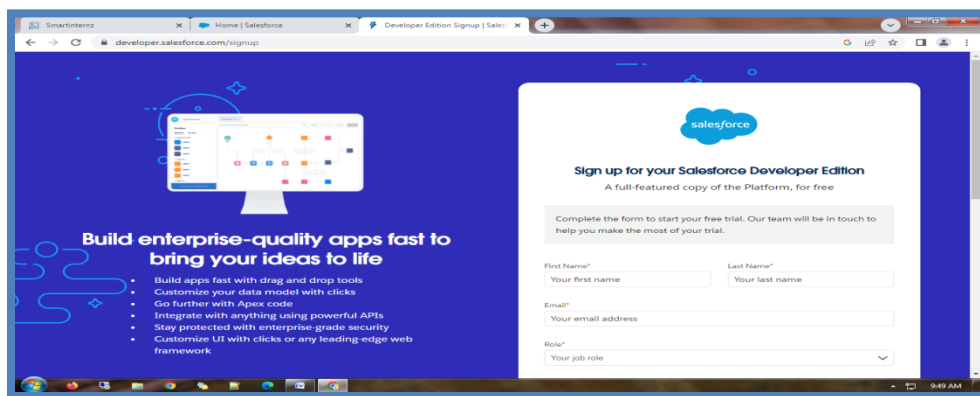 Smartinternz
Home | Salesforce
Developer Edition Signup | Sales
developer.salesforce.com/signup
Build enterprise-quality apps fast to
bring your ideas to life
Build apps fast with drag and drop tools
Customize your data model with clicks
Go further with Apex code
Integrate with anything using powerful APIs
Stay protected with enterprise-grade security
Customize UI with clicks or any leading-edge web
framework
salesforce
Sign up for your Salesforce Developer Edition
A full-featured copy of the Platform, for free
Complete the form to start your free trial. Our team will be in touch to
help you make the most of your trial.
First Name* Last Name*
Your first name Your last name
Email*
Your email address
Role*
Your job role
9:49 AM